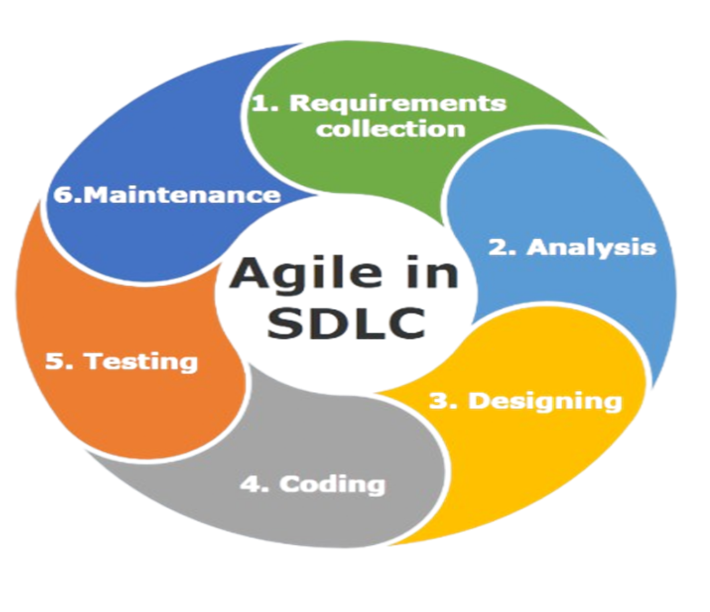 1. Requirements
collection
2. Analysis
3. Designing
4. Coding
5. Testing
6.Maintenance
Agile in
SDLC